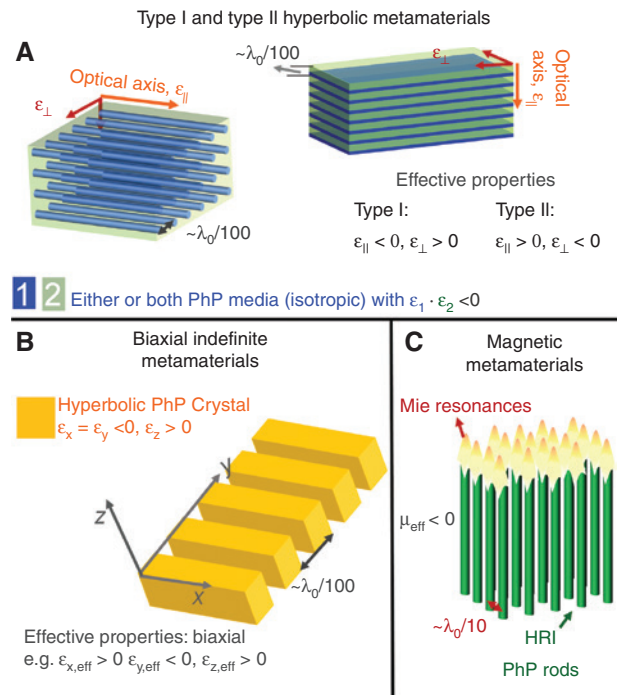 Type I and type II hyperbolic metamaterials
A
Optical axis, ε||
ε⊥
~λ0/100
~λ0/100
ε⊥
Optical axis, ε||
Effective properties
Type I: Type II:
ε|| < 0, ε⊥ > 0 ε|| > 0, ε⊥ < 0
1 2 Either or both PhP media (isotropic) with ε1 · ε2 <0
B Biaxial indefinite
metamaterials
Hyperbolic PhP Crystal
εx = εy <0, εz > 0
z
y
x
~λ0/100
Effective properties: biaxial
e.g. εx,eff > 0 εy,eff < 0, εz,eff > 0
C Magnetic
metamaterials
Mie resonances
μeff < 0
~λ0/10
HRI
PhP rods